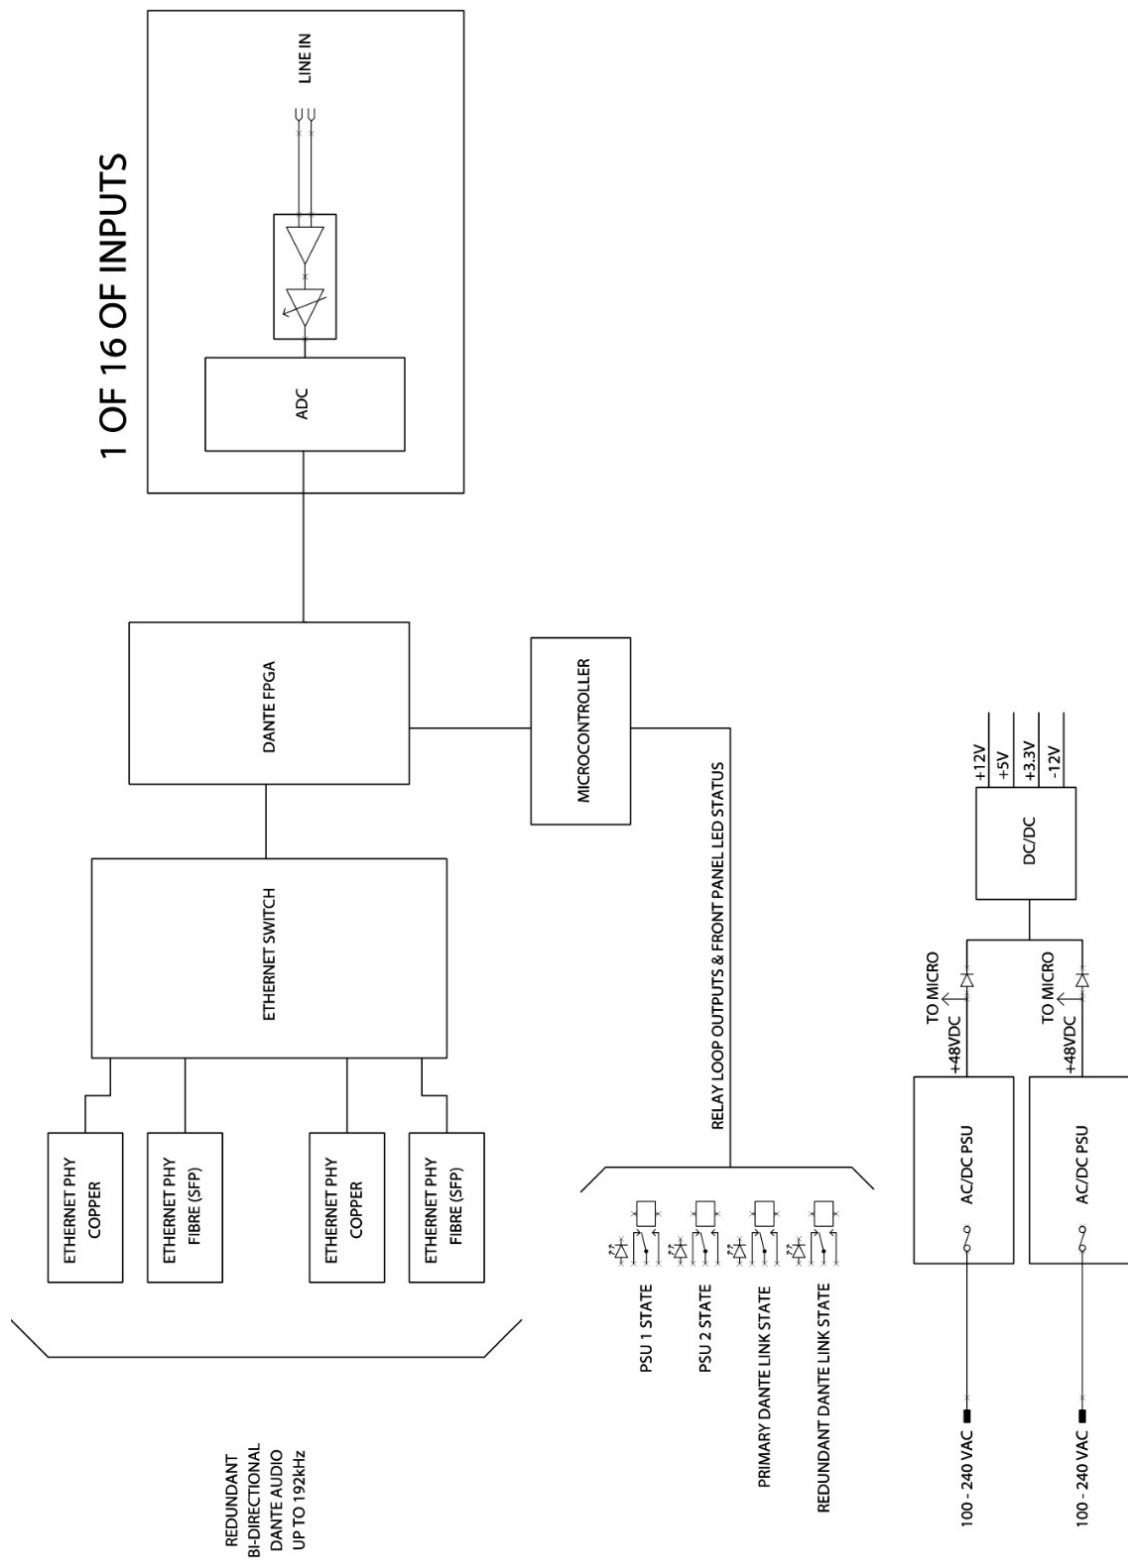 1 OF 16 OF INPUTS
LINE IN
ADC
DANTE FPGA
MICROCONTROLLER
ETHERNET SWITCH
ETHERNET PHY
COPPER
ETHERNET PHY
FIBRE (SFP)
ETHERNET PHY
COPPER
ETHERNET PHY
FIBRE (SFP)
REDUNDANT
BI-DIRECTIONAL
DANTE AUDIO
UP TO 192kHz
RELAY LOOP OUTPUTS & FRONT PANEL LED STATUS
PSU 1 STATE
PSU 2 STATE
PRIMARY DANTE LINK STATE
REDUNDANT DANTE LINK STATE
100 - 240 VAC
AC/DC PSU
+48VDC
TO MICRO
100 - 240 VAC
AC/DC PSU
+48VDC
TO MICRO
DC/DC
+12V
+5V
+3.3V
-12V